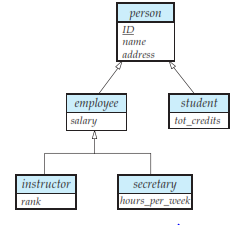 person
ID
name
address
employee
salary
student
tot_credits
instructor
rank
secretary
hours_per_week